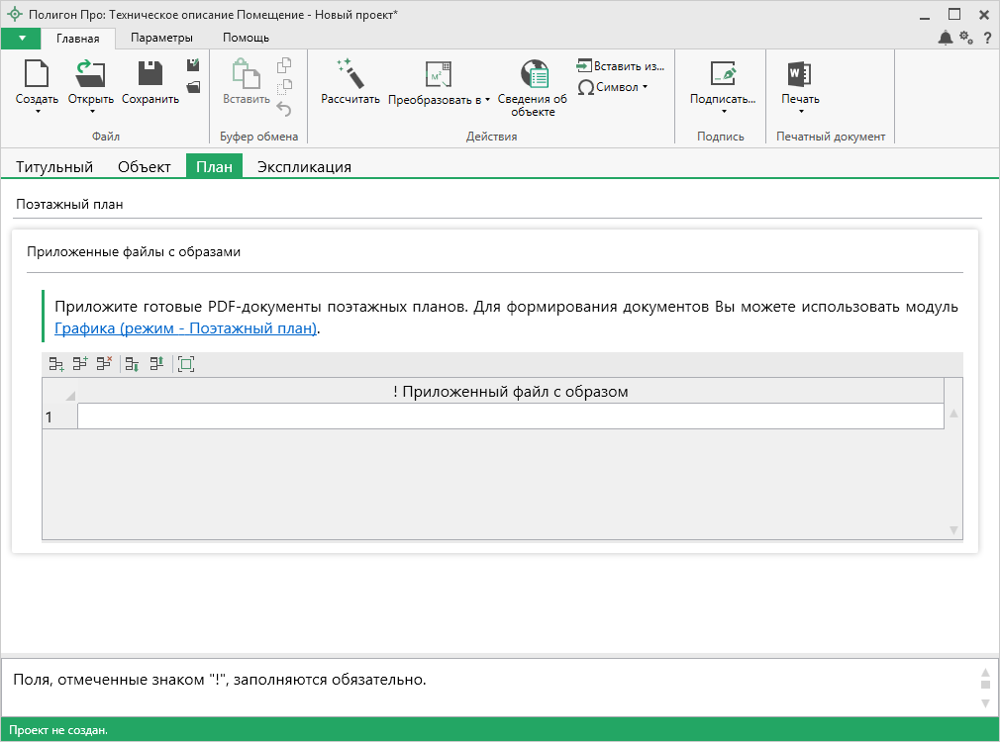 Полигон Про: Техническое описание Помещение - Новый проект*
Главная Параметры Помощь
?
Создать Открыть Сохранить
Файл
Вставить
Буфер обмена
Рассчитать
М²
Преобразовать в
Сведения об
объекте
Вставить из...
Символ
Действия
Подписать...
Подпись
W
Печать
Печатный документ
Титульный Объект План Экспликация
Поэтажный план
Приложенные файлы с образами
Приложите готовые PDF-документы поэтажных планов. Для формирования документов Вы можете использовать модуль
Графика (режим - Поэтажный план).
! Приложенный файл с образом
1
Поля, отмеченные знаком "!", заполняются обязательно.
Проект не создан.